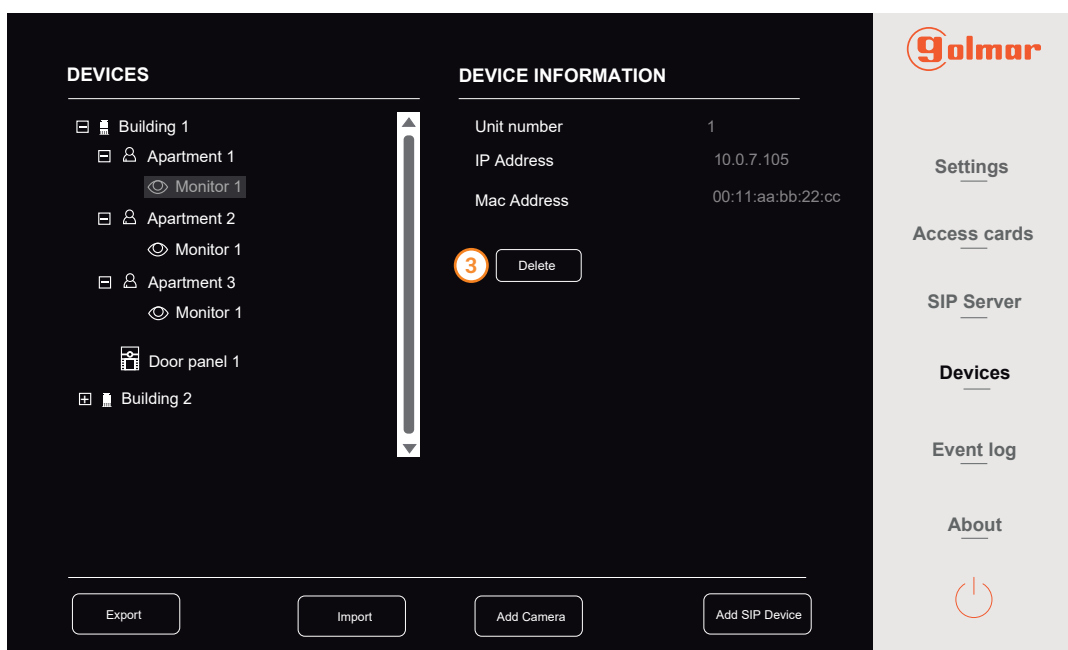 golmar
DEVICES
DEVICE INFORMATION
Building 1
Apartment 1
Monitor 1
Apartment 2
Monitor 1
Apartment 3
Monitor 1
Door panel 1
Building 2
Unit number 1
IP Address 10.0.7.105
Mac Address 00:11:aa:bb:22:cc
3 Delete
Settings
Access cards
SIP Server
Devices
Event log
About
Export
Import
Add Camera
Add SIP Device